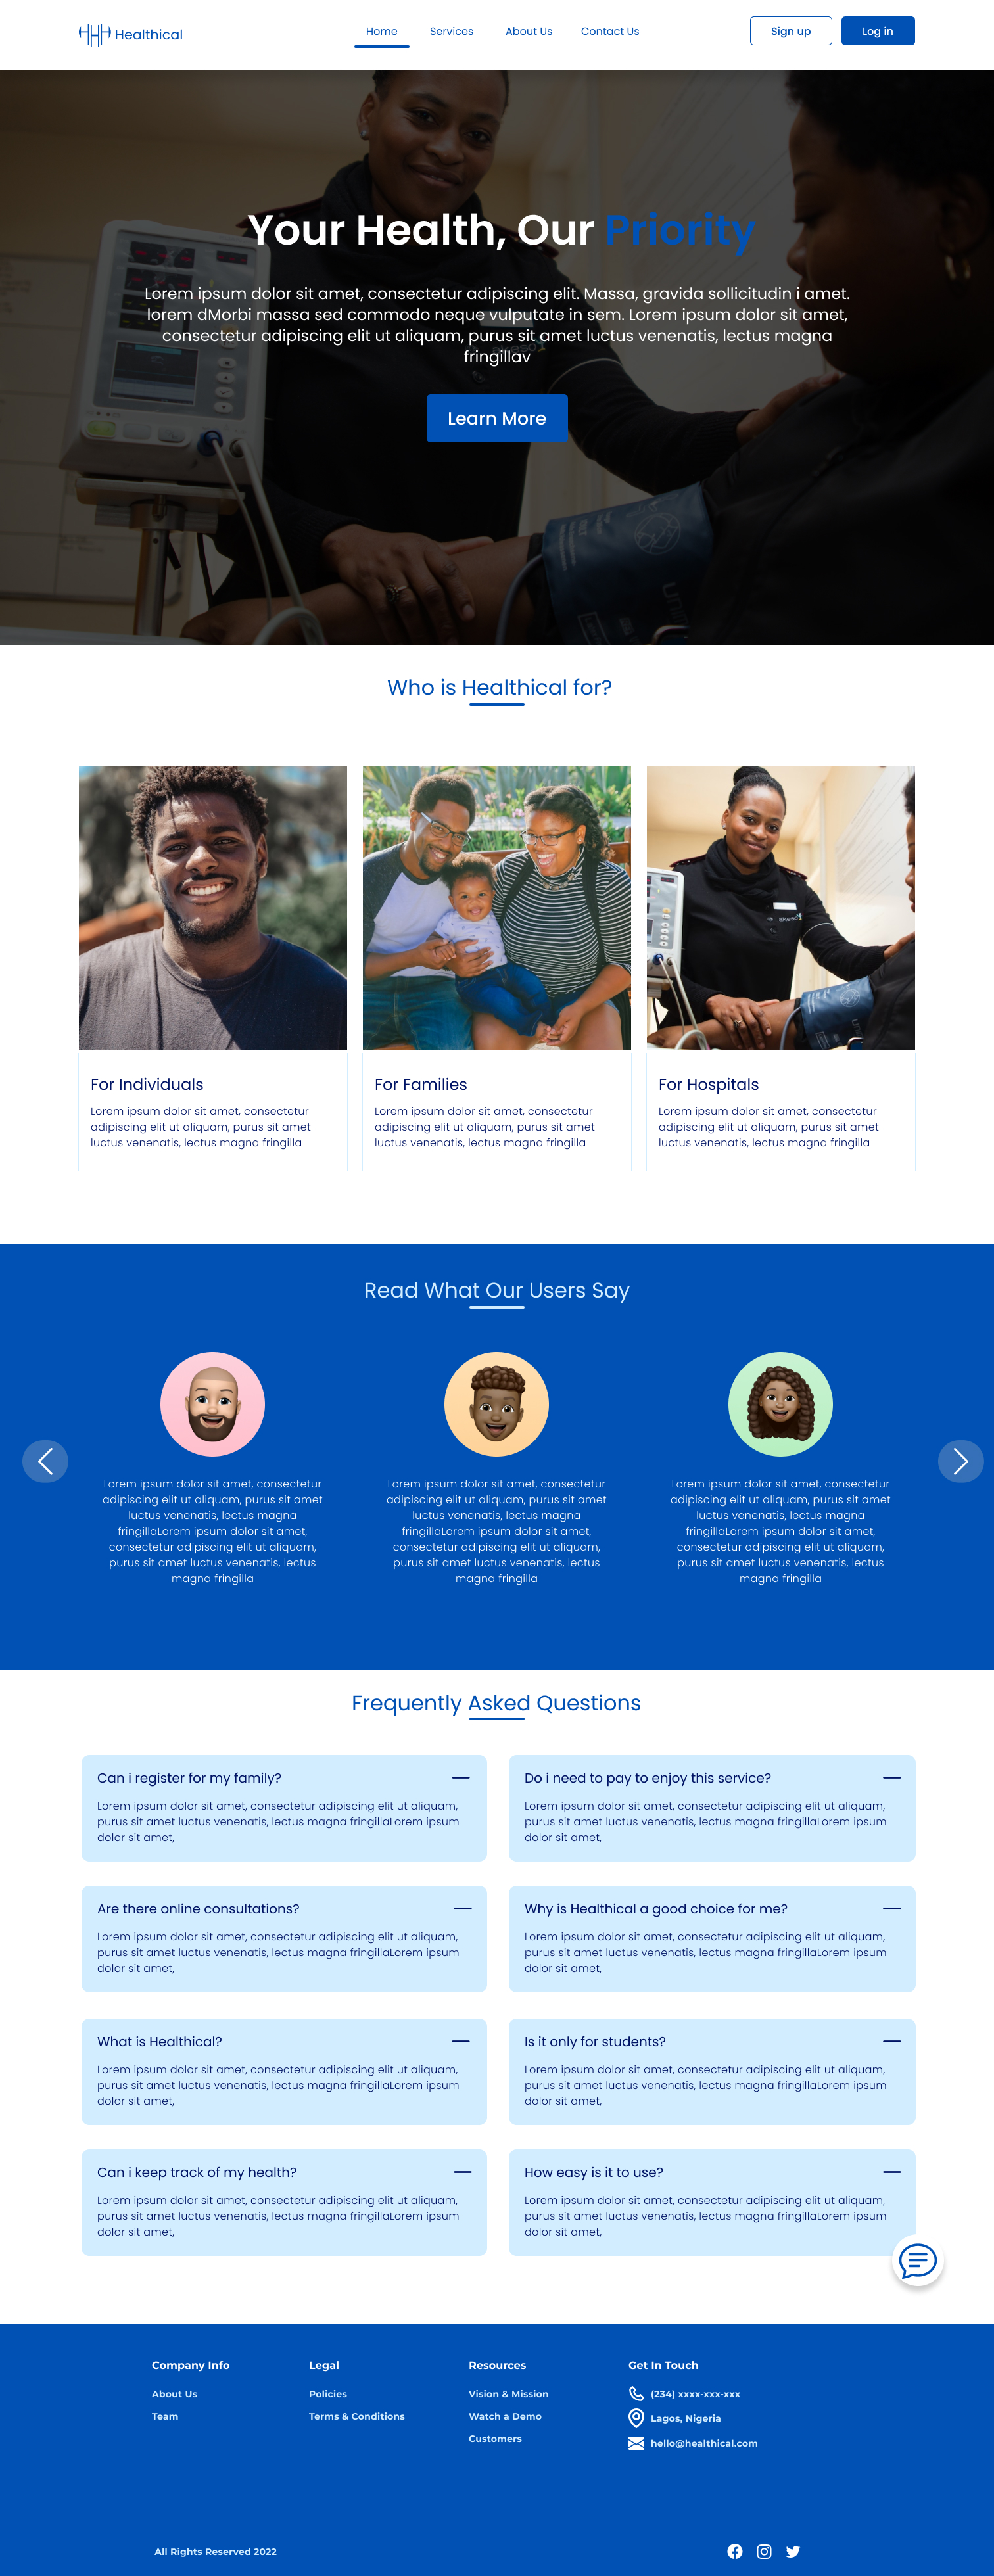 Healthical
Home Services About Us Contact Us
Sign up
Log in
Your Health, Our Priority
Lorem ipsum dolor sit amet, consectetur adipiscing elit. Massa, gravida sollicitudin i amet.
lorem dMorbi massa sed commodo neque vulputate in sem. Lorem ipsum dolor sit amet,
consectetur adipiscing elit ut aliquam, purus sit amet luctus venenatis, lectus magna
fringillav
Learn More
Who is Healthical for?
For Individuals
Lorem ipsum dolor sit amet, consectetur
adipiscing elit ut aliquam, purus sit amet
luctus venenatis, lectus magna fringilla
For Families
Lorem ipsum dolor sit amet, consectetur
adipiscing elit ut aliquam, purus sit amet
luctus venenatis, lectus magna fringilla
For Hospitals
Lorem ipsum dolor sit amet, consectetur
adipiscing elit ut aliquam, purus sit amet
luctus venenatis, lectus magna fringilla
Read What Our Users Say
Lorem ipsum dolor sit amet, consectetur
adipiscing elit ut aliquam, purus sit amet
luctus venenatis, lectus magna
fringillaLorem ipsum dolor sit amet,
consectetur adipiscing elit ut aliquam,
purus sit amet luctus venenatis, lectus
magna fringilla
Lorem ipsum dolor sit amet, consectetur
adipiscing elit ut aliquam, purus sit amet
luctus venenatis, lectus magna
fringillaLorem ipsum dolor sit amet,
consectetur adipiscing elit ut aliquam,
purus sit amet luctus venenatis, lectus
magna fringilla
Lorem ipsum dolor sit amet, consectetur
adipiscing elit ut aliquam, purus sit amet
luctus venenatis, lectus magna
fringillaLorem ipsum dolor sit amet,
consectetur adipiscing elit ut aliquam,
purus sit amet luctus venenatis, lectus
magna fringilla
Frequently Asked Questions
Can i register for my family?
Lorem ipsum dolor sit amet, consectetur adipiscing elit ut aliquam,
purus sit amet luctus venenatis, lectus magna fringillaLorem ipsum
dolor sit amet,
Do i need to pay to enjoy this service?
Lorem ipsum dolor sit amet, consectetur adipiscing elit ut aliquam,
purus sit amet luctus venenatis, lectus magna fringillaLorem ipsum
dolor sit amet,
Are there online consultations?
Lorem ipsum dolor sit amet, consectetur adipiscing elit ut aliquam,
purus sit amet luctus venenatis, lectus magna fringillaLorem ipsum
dolor sit amet,
Why is Healthical a good choice for me?
Lorem ipsum dolor sit amet, consectetur adipiscing elit ut aliquam,
purus sit amet luctus venenatis, lectus magna fringillaLorem ipsum
dolor sit amet,
What is Healthical?
Lorem ipsum dolor sit amet, consectetur adipiscing elit ut aliquam,
purus sit amet luctus venenatis, lectus magna fringillaLorem ipsum
dolor sit amet,
Is it only for students?
Lorem ipsum dolor sit amet, consectetur adipiscing elit ut aliquam,
purus sit amet luctus venenatis, lectus magna fringillaLorem ipsum
dolor sit amet,
Can i keep track of my health?
Lorem ipsum dolor sit amet, consectetur adipiscing elit ut aliquam,
purus sit amet luctus venenatis, lectus magna fringillaLorem ipsum
dolor sit amet,
How easy is it to use?
Lorem ipsum dolor sit amet, consectetur adipiscing elit ut aliquam,
purus sit amet luctus venenatis, lectus magna fringillaLorem ipsum
dolor sit amet,
Company Info
About Us
Team
Legal
Policies
Terms & Conditions
Resources
Vision & Mission
Watch a Demo
Customers
Get In Touch
(234) xxxx-xxx-xxx
Lagos, Nigeria
hello@healthical.com
All Rights Reserved 2022